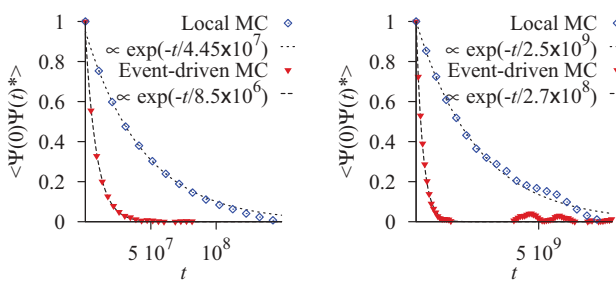 <Ψ(0)Ψ(t)*>
1
0.8
0.6
0.4
0.2
0
Local MC
∝ exp(-t/4.45x10^7)
Event-driven MC
∝ exp(-t/8.5x10^6)
5 10^7
10^8
t
<Ψ(0)Ψ(t)*>
1
0.8
0.6
0.4
0.2
0
Local MC
∝ exp(-t/2.5x10^9)
Event-driven MC
∝ exp(-t/2.7x10^8)
5 10^9
t